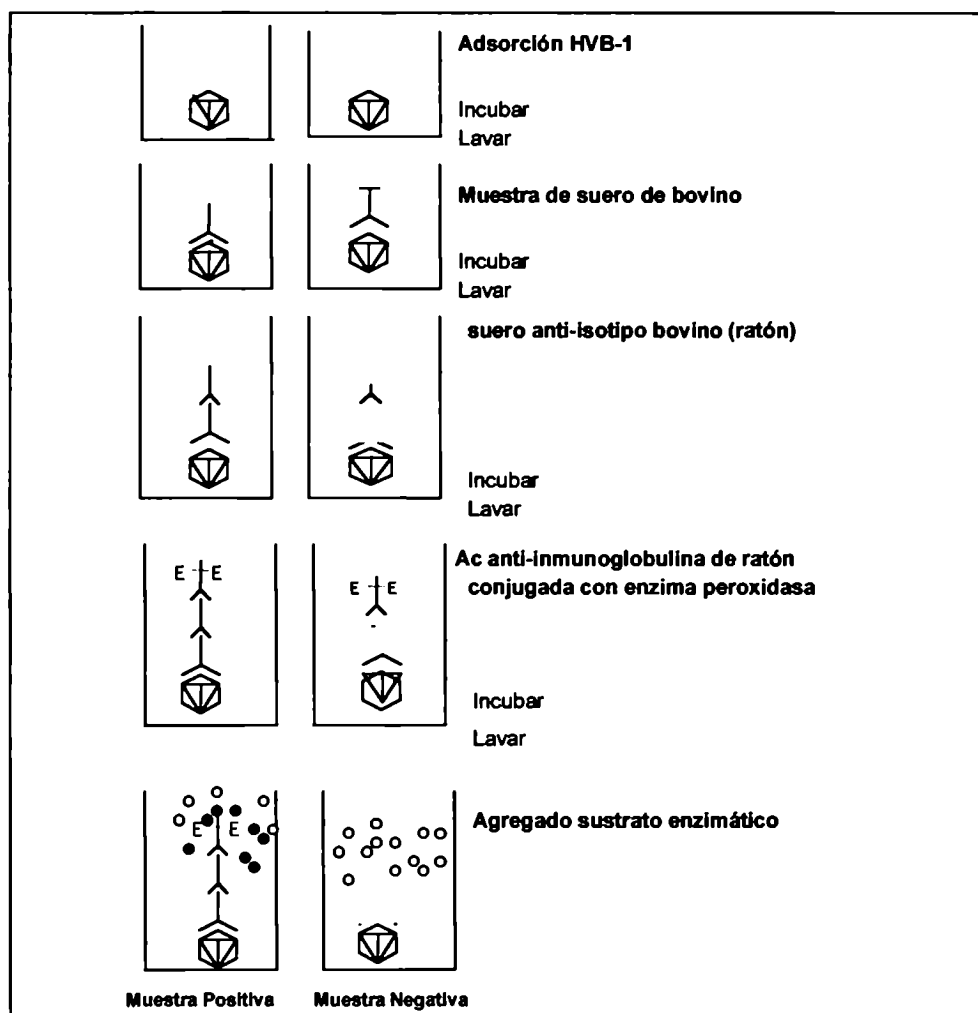 Adsorción HVB-1
Incubar
Lavar
Muestra de suero de bovino
Incubar
Lavar
suero anti-isotipo bovino (ratón)
Incubar
Lavar
E E
E E
Ac anti-inmunoglobulina de ratón
conjugada con enzima peroxidasa
Incubar
Lavar
E E
Agregado sustrato enzimático
Muestra Positiva
Muestra Negativa